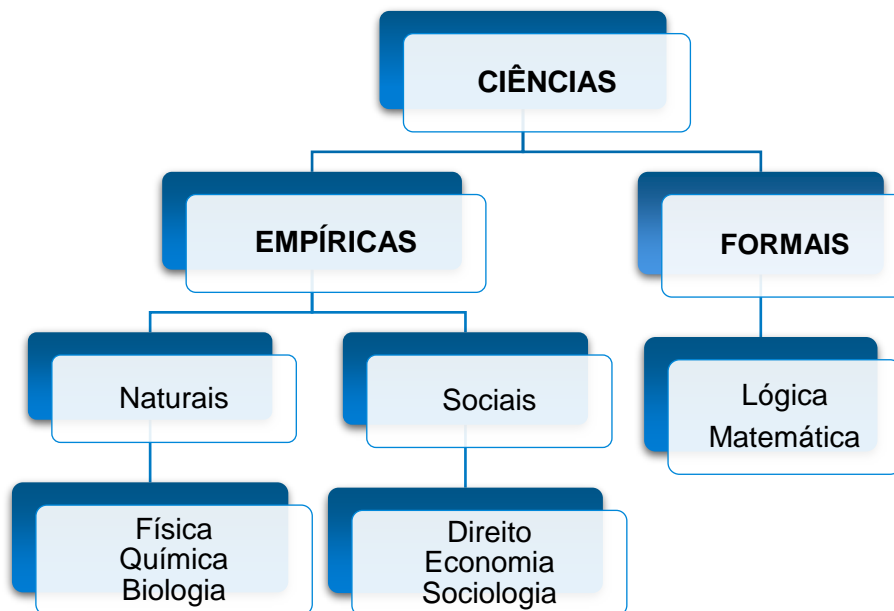 CIÊNCIAS
EMPÍRICAS
FORMAIS
Naturais
Sociais
Lógica
Matemática
Física
Química
Biologia
Direito
Economia
Sociologia